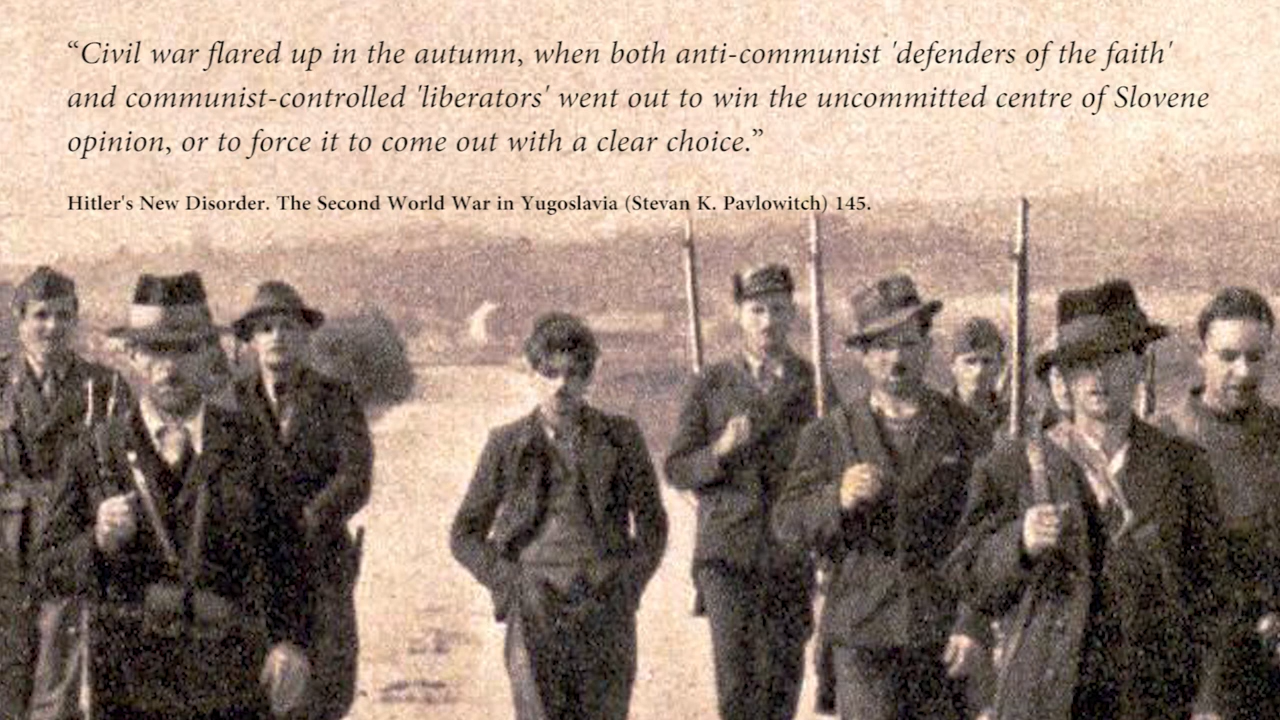 “Civil war flared up in the autumn, when both anti-communist 'defenders of the faith'
and communist-controlled 'liberators' went out to win the uncommitted centre of Slovene
opinion, or to force it to come out with a clear choice.”
Hitler's New Disorder. The Second World War in Yugoslavia (Stevan K. Pavlowitch) 145.